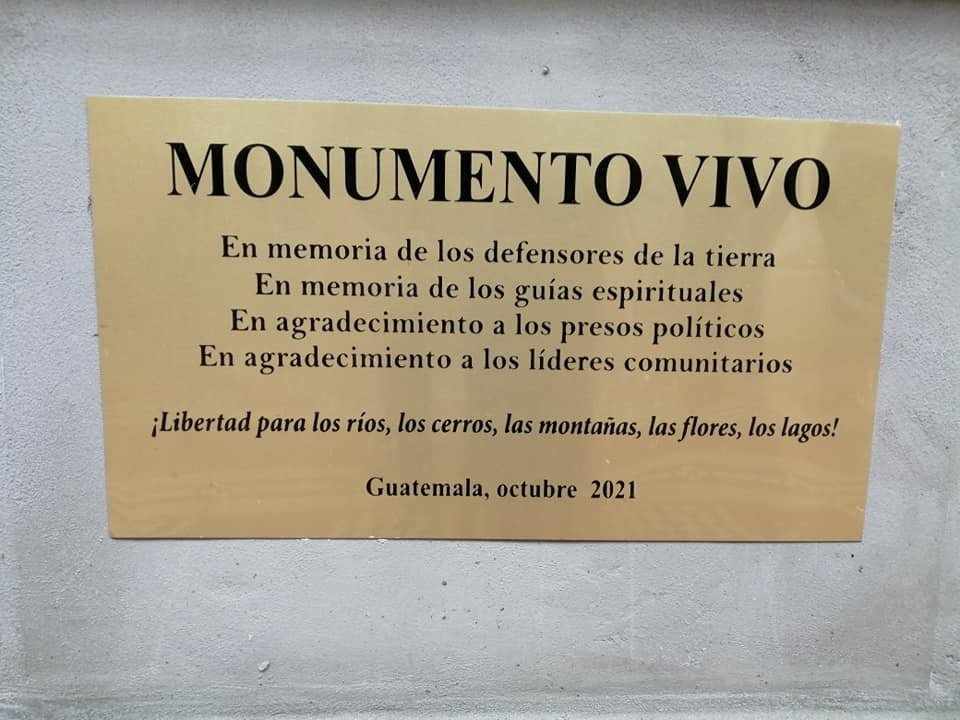 MONUMENTO VIVO
En memoria de los defensores de la tierra
En memoria de los guías espirituales
En agradecimiento a los presos políticos
En agradecimiento a los líderes comunitarios
¡Libertad para los ríos, los cerros, las montañas, las flores, los lagos!
Guatemala, octubre 2021